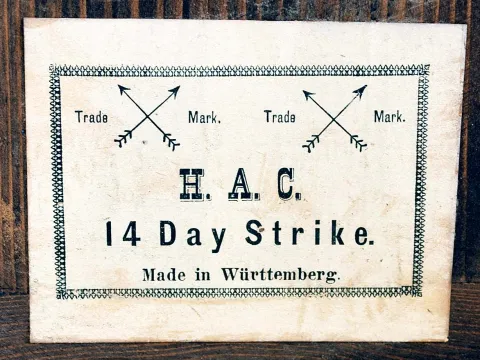 Trade Mark. Trade Mark.
H. A. C.
14 Day Strike.
Made in Württemberg.